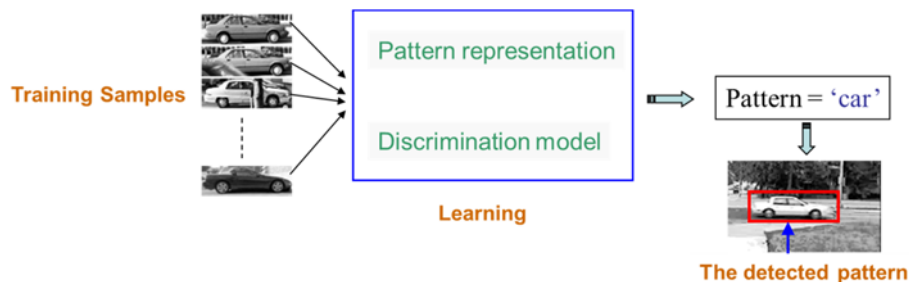 Training Samples
Pattern representation
Discrimination model
Learning
Pattern = ‘car’
The detected pattern